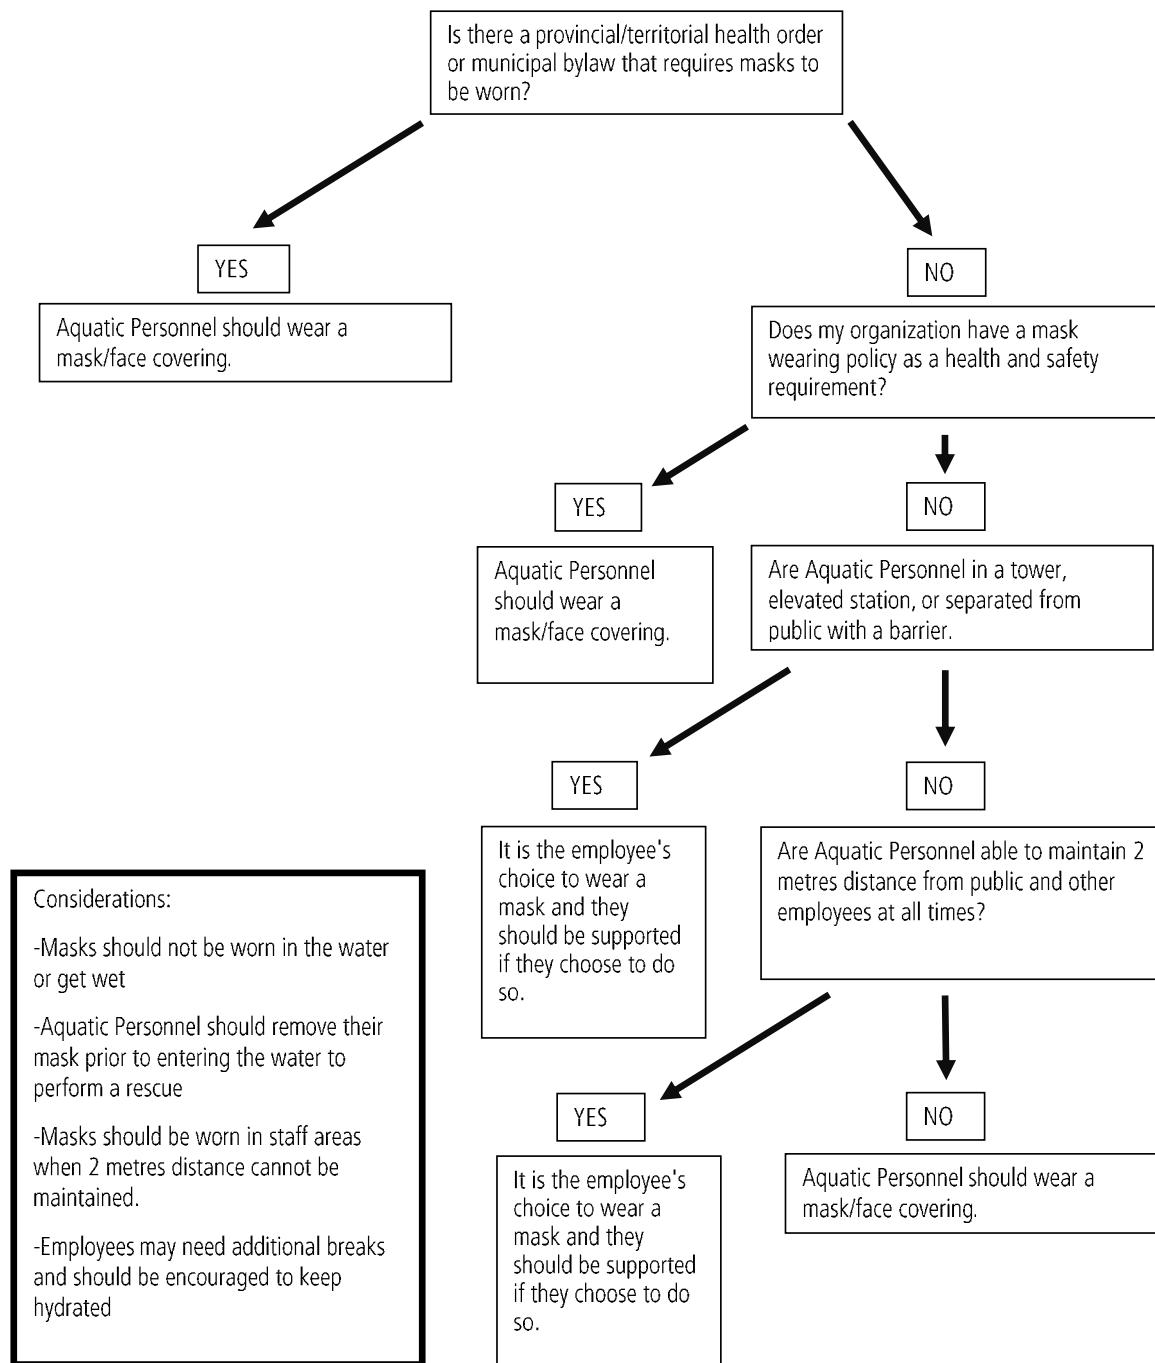 Is there a provincial/territorial health order
or municipal bylaw that requires masks to
be worn?
YES
Aquatic Personnel should wear a
mask/face covering.
NO
Does my organization have a mask
wearing policy as a health and safety
requirement?
YES
Aquatic Personnel
should wear a
mask/face covering.
NO
Are Aquatic Personnel in a tower,
elevated station, or separated from
public with a barrier.
YES
It is the employee's
choice to wear a
mask and they
should be supported
if they choose to do
so.
NO
Are Aquatic Personnel able to maintain 2
metres distance from public and other
employees at all times?
YES
It is the employee's
choice to wear a
mask and they
should be supported
if they choose to do
so.
NO
Aquatic Personnel should wear a
mask/face covering.
Considerations:
-Masks should not be worn in the water
or get wet
-Aquatic Personnel should remove their
mask prior to entering the water to
perform a rescue
-Masks should be worn in staff areas
when 2 metres distance cannot be
maintained.
-Employees may need additional breaks
and should be encouraged to keep
hydrated